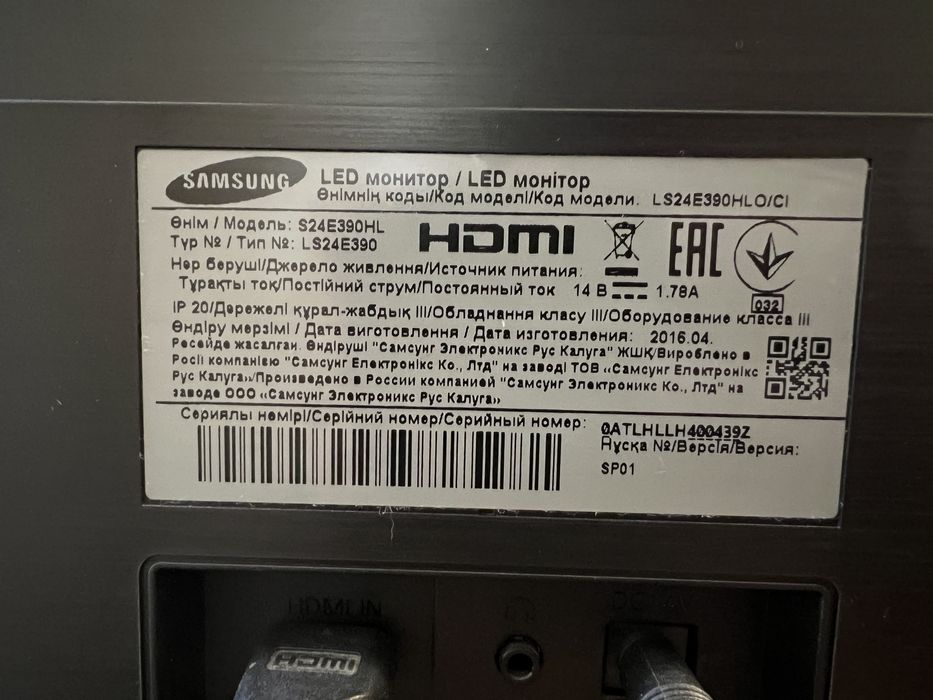 SAMSUNG
LED монитор / LED монітор
Өнімнің коды/Код моделі/Код модели. LS24E390HLO/CI
Өнім / Модель: S24E390HL
Түр № / Тип №: LS24E390
HDMI
EAC
Нәр беруші/Джерело живлення/Источник питания:
Тұрақты тоқ/Постійний струм/Постоянный ток 14 В 1.78A
032
IP 20/Дәрежелі құрал-жабдық III/Обладнання класу III/Оборудование класса III
Өндіру мерзімі / Дата виготовлення / Дата изготовления: 2016.04.
Ресейде жасалған. Өндіруші "Самсунг Электроникс Рус Калуга" ЖШҚ/Вироблено в
Росії компанією "Самсунг Електронікс Ко., Лтд" на заводі ТОВ «Самсунг Електронікс
Рус Калуга»/Произведено в России компанией "Самсунг Электроникс Ко., Лтд" на
заводе ООО «Самсунг Электроникс Рус Калуга»
Сериялы нөмірі/Серійний номер/Серийный номер:
0ATLHLLH400439Z
Нұсқа №/Версія/Версия:
SP01
HDMI IN
HDMI